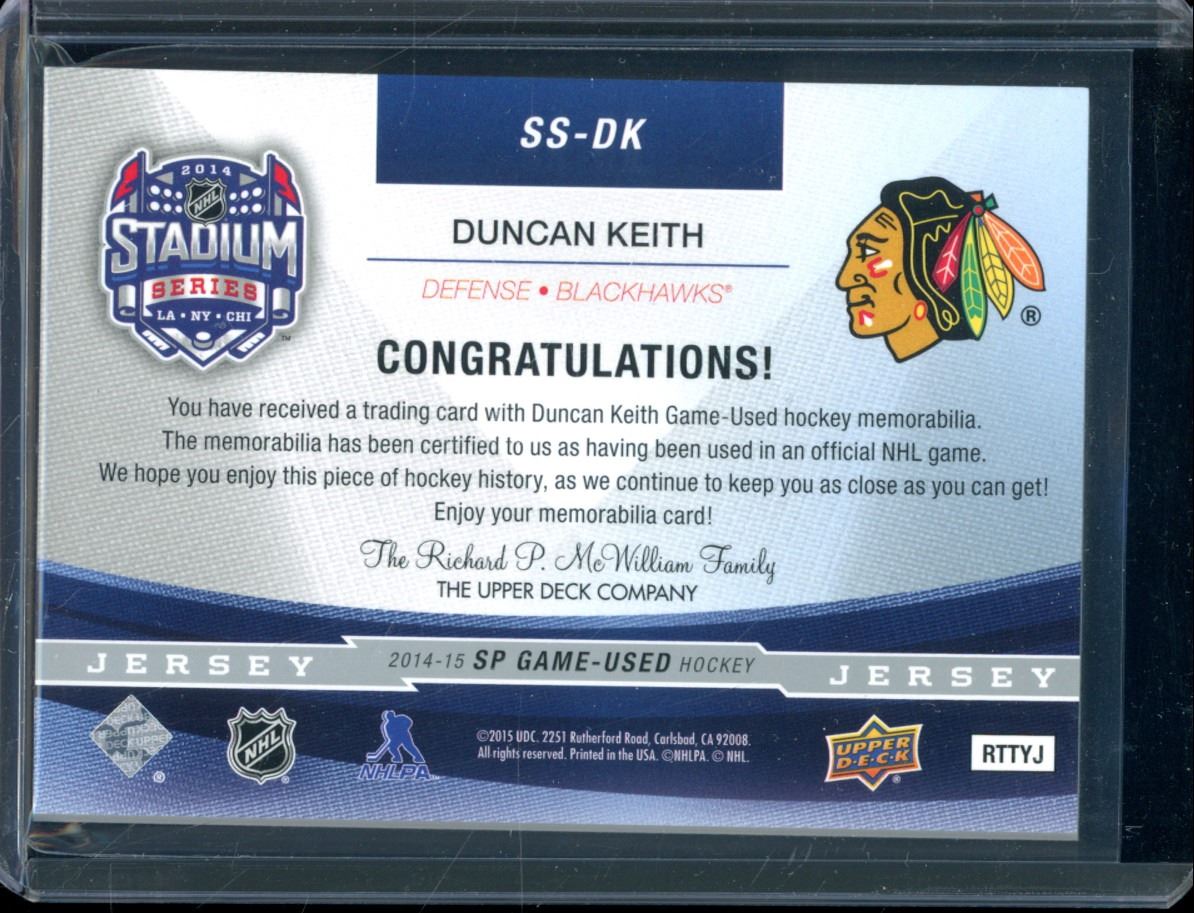 SS-DK
2014
NHL
STADIUM
SERIES
LA • NY • CHI
™
DUNCAN KEITH
DEFENSE • BLACKHAWKS®
®
CONGRATULATIONS!
You have received a trading card with Duncan Keith Game-Used hockey memorabilia.
The memorabilia has been certified to us as having been used in an official NHL game.
We hope you enjoy this piece of hockey history, as we continue to keep you as close as you can get!
Enjoy your memorabilia card!
The Richard P. McWilliam Family
THE UPPER DECK COMPANY
JERSEY
2014-15 SP GAME-USED HOCKEY
JERSEY
®
NHL
®
NHLPA
©2015 UDC. 2251 Rutherford Road, Carlsbad, CA 92008.
All rights reserved. Printed in the USA. ©NHLPA. © NHL.
UPPER
D·E·C·K
®
RTTYJ